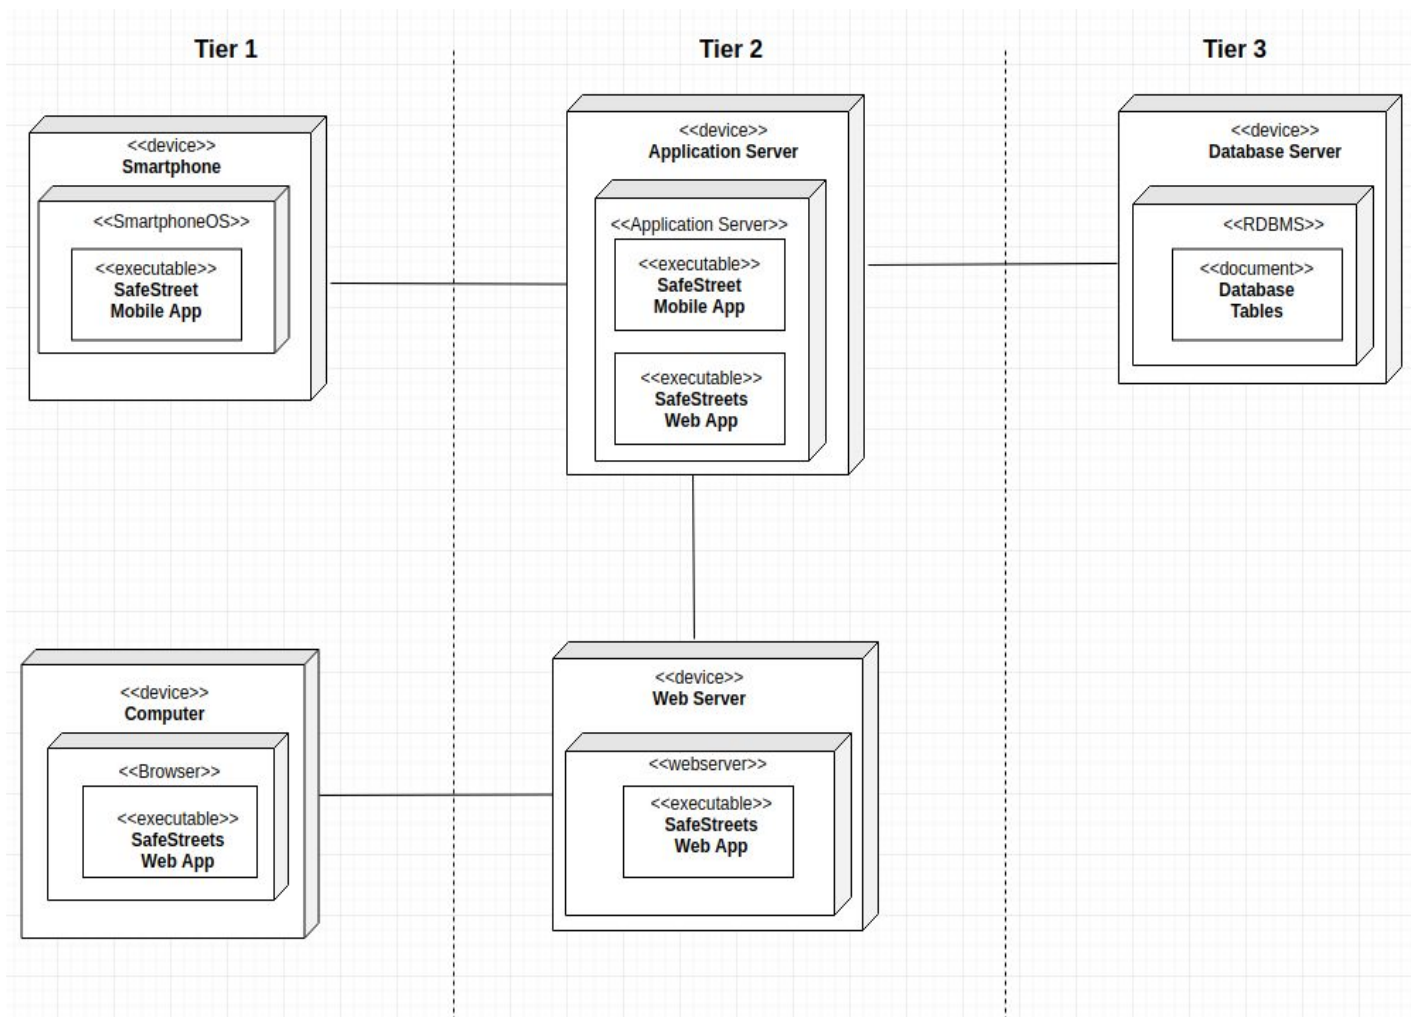 Tier 1
Tier 2
Tier 3
<<device>>
Smartphone
<<SmartphoneOS>>
<<executable>>
SafeStreet
Mobile App
<<device>>
Application Server
<<Application Server>>
<<executable>>
SafeStreet
Mobile App
<<executable>>
SafeStreets
Web App
<<device>>
Database Server
<<RDBMS>>
<<document>>
Database
Tables
<<device>>
Computer
<<Browser>>
<<executable>>
SafeStreets
Web App
<<device>>
Web Server
<<webserver>>
<<executable>>
SafeStreets
Web App